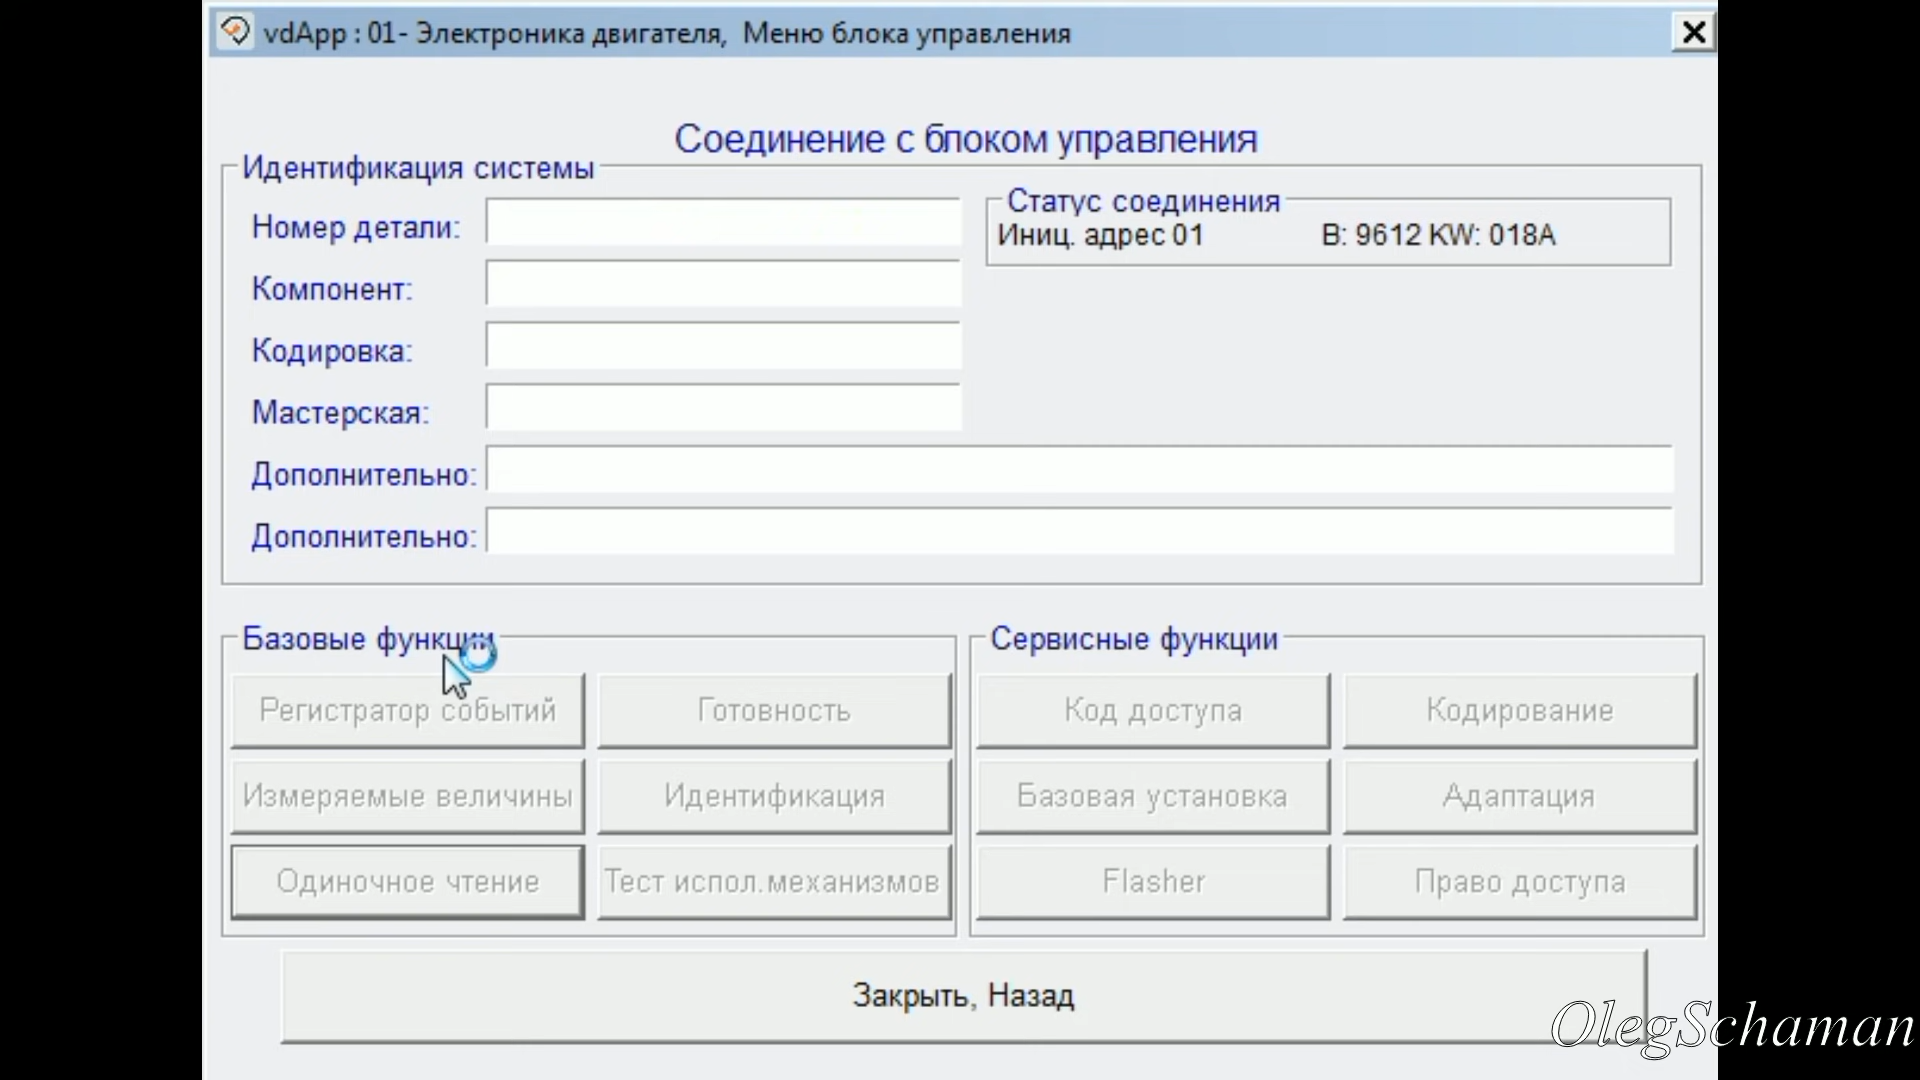 vdApp : 01- Электроника двигателя, Меню блока управления
Соединение с блоком управления
Идентификация системы
Номер детали:
Компонент:
Кодировка:
Мастерская:
Дополнительно:
Дополнительно:
Статус соединения
Иниц. адрес 01 B: 9612 KW: 018A
Базовые функции
Регистратор событий
Готовность
Измеряемые величины
Идентификация
Одиночное чтение
Тест испол.механизмов
Сервисные функции
Код доступа
Кодирование
Базовая установка
Адаптация
Flasher
Право доступа
Закрыть, Назад
OlegSchaman